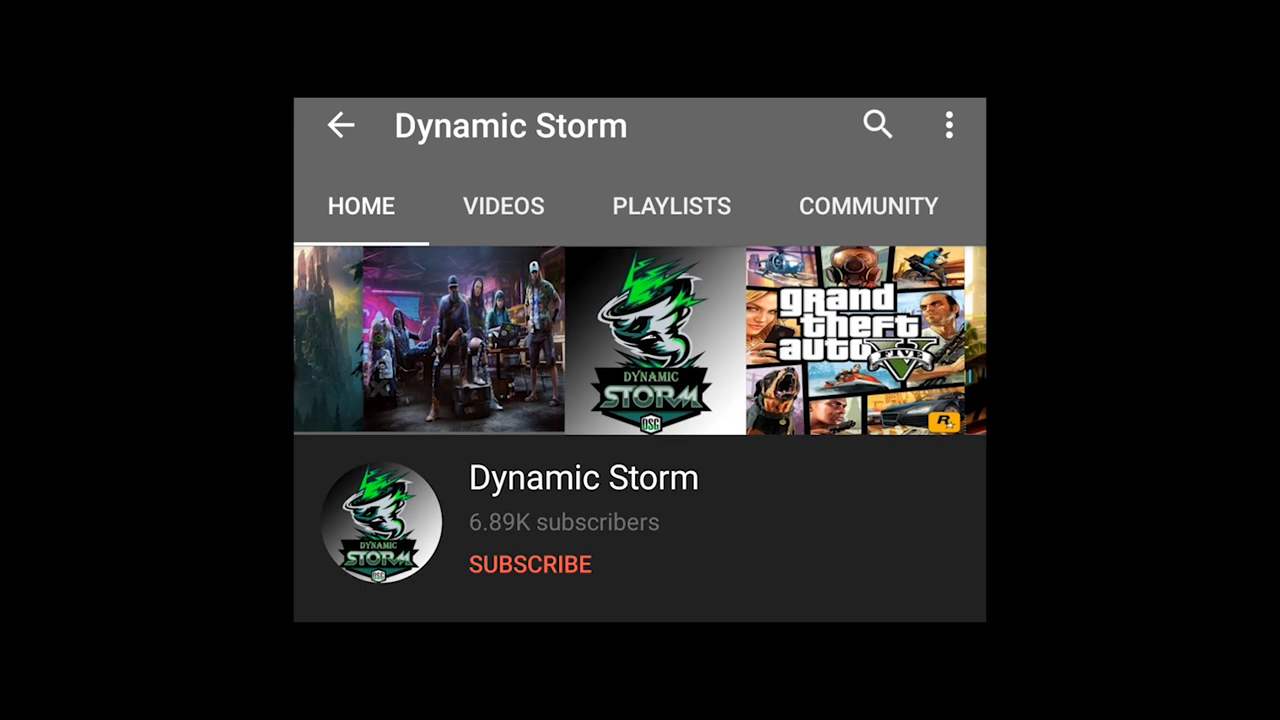 Dynamic Storm
HOME VIDEOS PLAYLISTS COMMUNITY
DYNAMIC
STORM
DSG
grand
theft
auto
FIVE
V
R
Dynamic Storm
6.89K subscribers
SUBSCRIBE
DYNAMIC
STORM
DSG